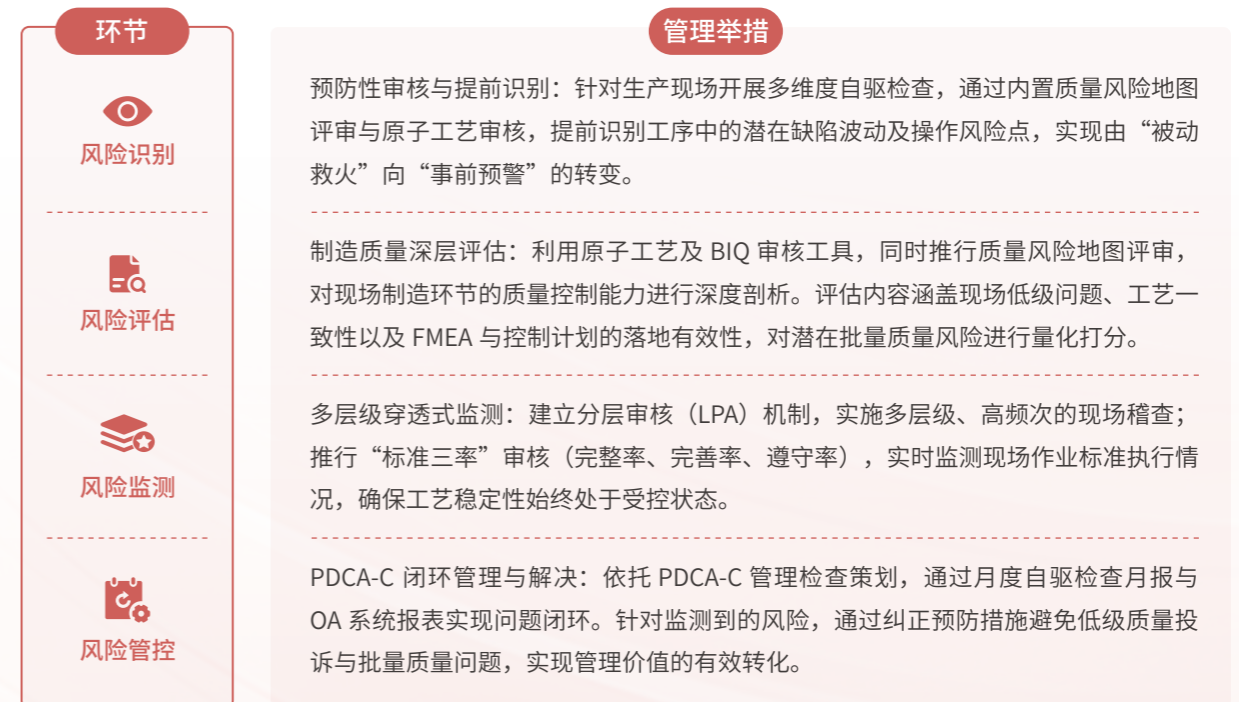 环节
管理举措
风险识别
预防性审核与提前识别：针对生产现场开展多维度自驱检查，通过内置质量风险地图
评审与原子工艺审核，提前识别工序中的潜在缺陷波动及操作风险点，实现由“被动
救火”向“事前预警”的转变。
风险评估
制造质量深层评估：利用原子工艺及 BIQ 审核工具，同时推行质量风险地图评审，
对现场制造环节的质量控制能力进行深度剖析。评估内容涵盖现场低级问题、工艺一
致性以及 FMEA 与控制计划的落地有效性，对潜在批量质量风险进行量化打分。
风险监测
多层级穿透式监测：建立分层审核（LPA）机制，实施多层级、高频次的现场稽查；
推行“标准三率”审核（完整率、完善率、遵守率），实时监测现场作业标准执行情
况，确保工艺稳定性始终处于受控状态。
风险管控
PDCA-C 闭环管理与解决：依托 PDCA-C 管理检查策划，通过月度自驱检查月报与
OA 系统报表实现问题闭环。针对监测到的风险，通过纠正预防措施避免低级质量投
诉与批量质量问题，实现管理价值的有效转化。